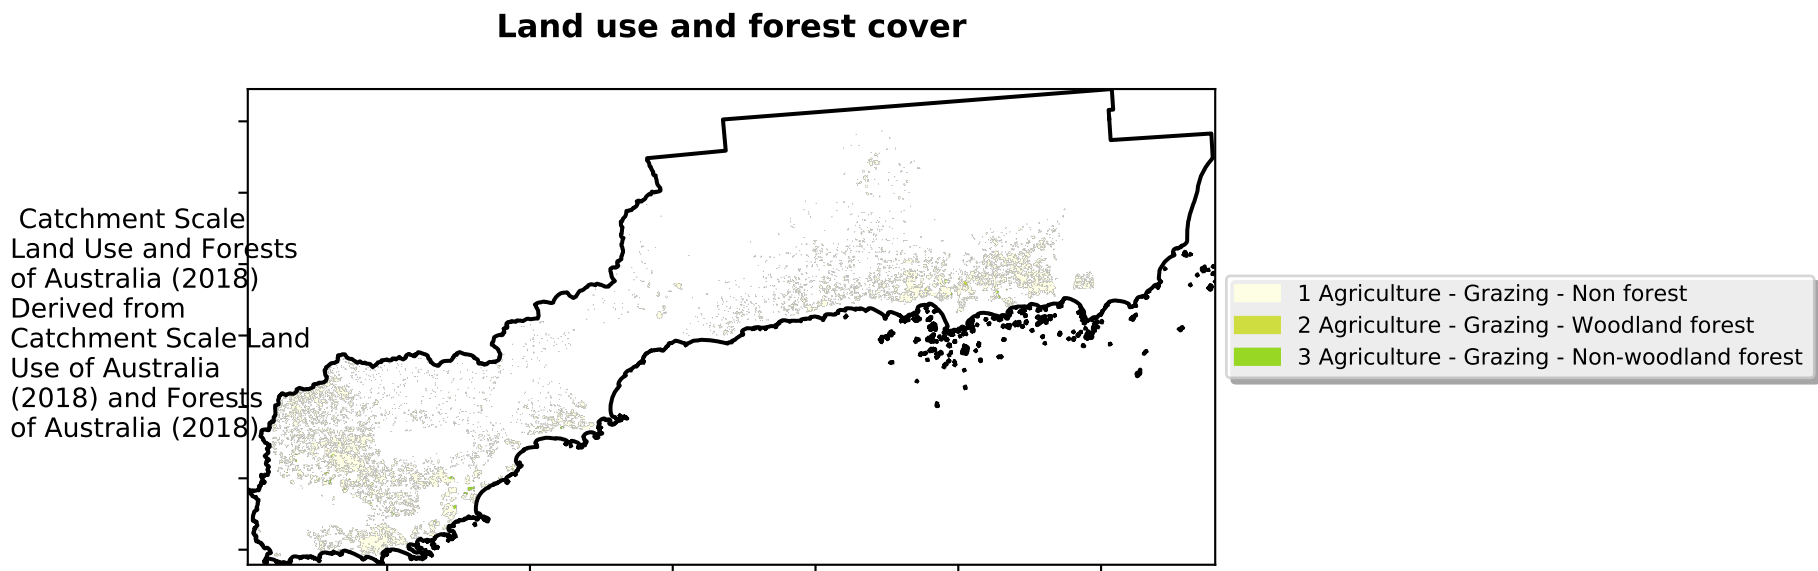 Land use and forest cover
Catchment Scale
Land Use and Forests
of Australia (2018)
Derived from
Catchment Scale Land
Use of Australia
(2018) and Forests
of Australia (2018)
1 Agriculture - Grazing - Non forest
2 Agriculture - Grazing - Woodland forest
3 Agriculture - Grazing - Non-woodland forest